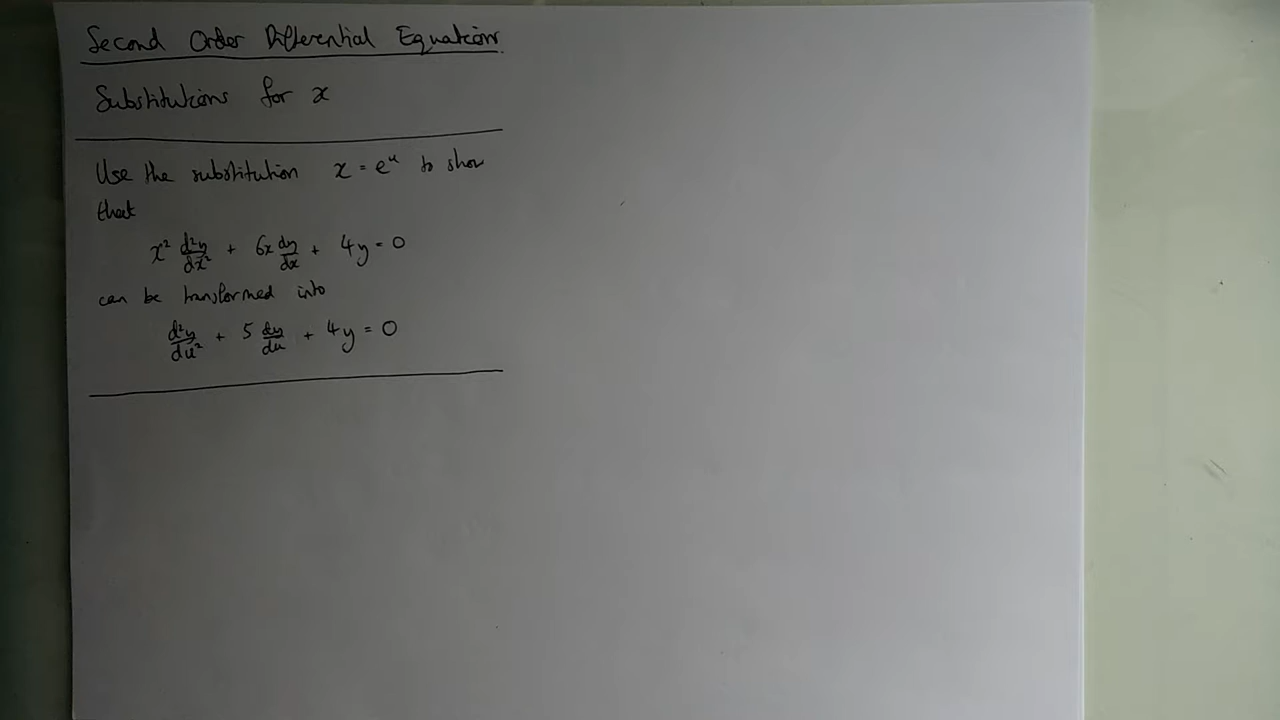 Second Order Differential Equations
Substitutions for x
Use the substitution x = eᵘ to show
that
x² d²y/dx² + 6x dy/dx + 4y = 0
can be transformed into
d²y/du² + 5 dy/du + 4y = 0